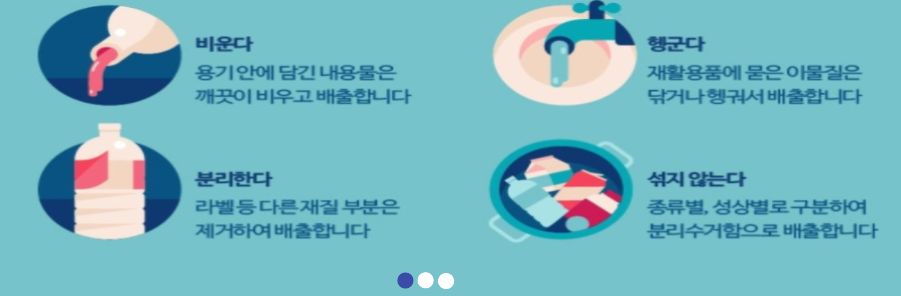 비운다
용기 안에 담긴 내용물은
깨끗이 비우고 배출합니다
헹군다
재활용품에 묻은 이물질은
닦거나 헹궈서 배출합니다
분리한다
라벨 등 다른 재질 부분은
제거하여 배출합니다
섞지 않는다
종류별, 성상별로 구분하여
분리수거함으로 배출합니다